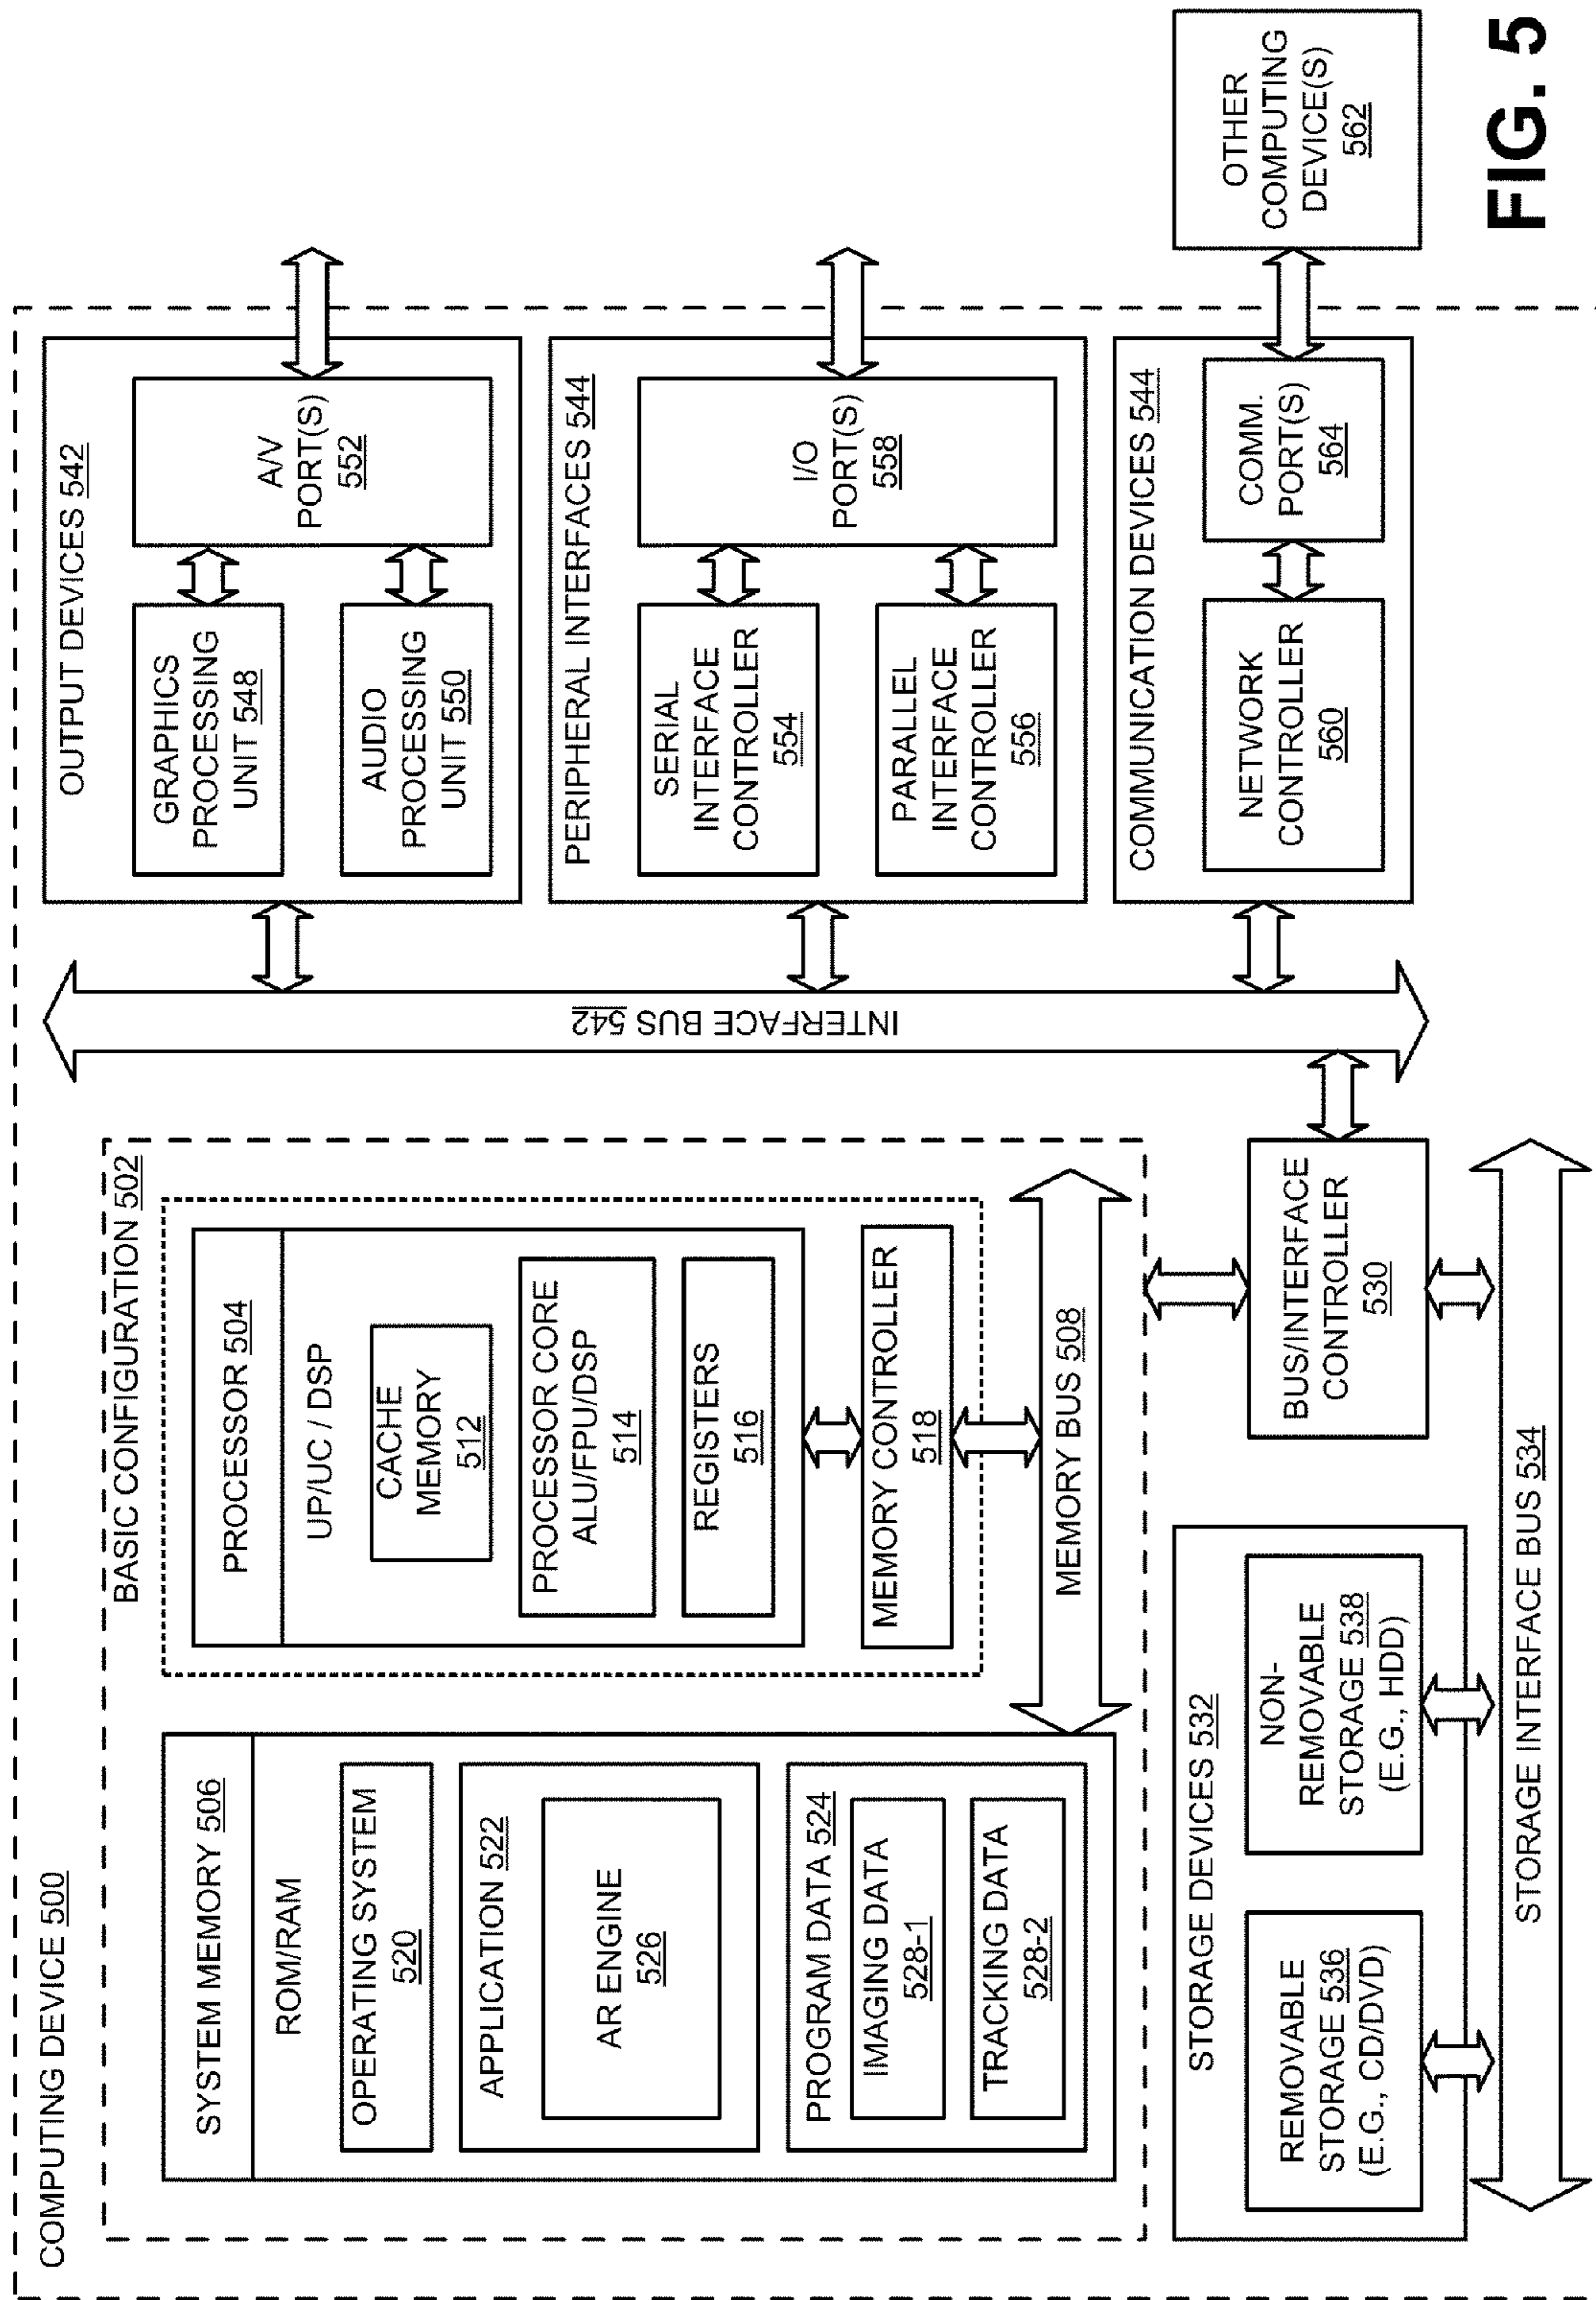 COMPUTING DEVICE 500
BASIC CONFIGURATION 502
SYSTEM MEMORY 506
ROM/RAM
OPERATING SYSTEM
520
APPLICATION 522
AR ENGINE
526
PROGRAM DATA 524
IMAGING DATA
528-1
TRACKING DATA
528-2
PROCESSOR 504
UP/UC / DSP
CACHE
MEMORY
512
PROCESSOR CORE
ALU/FPU/DSP
514
REGISTERS
516
MEMORY CONTROLLER
518
MEMORY BUS 508
STORAGE DEVICES 532
REMOVABLE
STORAGE 536
(E.G., CD/DVD)
NON-
REMOVABLE
STORAGE 538
(E.G., HDD)
BUS/INTERFACE
CONTROLLER
530
STORAGE INTERFACE BUS 534
INTERFACE BUS 542
OUTPUT DEVICES 542
GRAPHICS
PROCESSING
UNIT 548
AUDIO
PROCESSING
UNIT 550
A/V
PORT(S)
552
PERIPHERAL INTERFACES 544
SERIAL
INTERFACE
CONTROLLER
554
PARALLEL
INTERFACE
CONTROLLER
556
I/O
PORT(S)
558
COMMUNICATION DEVICES 544
NETWORK
CONTROLLER
560
COMM.
PORT(S)
564
OTHER
COMPUTING
DEVICE(S)
562
FIG. 5